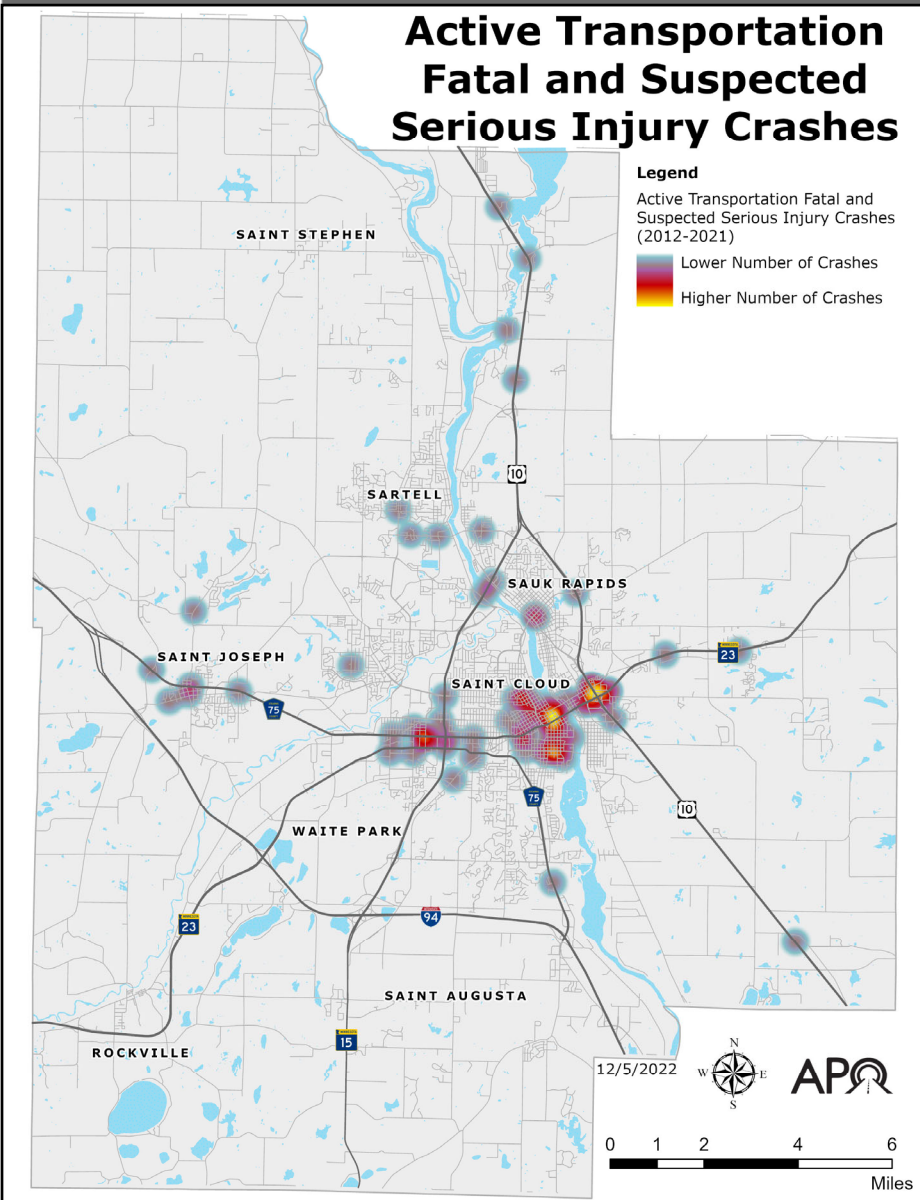 Active Transportation
Fatal and Suspected
Serious Injury Crashes
Legend
Active Transportation Fatal and
Suspected Serious Injury Crashes
(2012-2021)
Lower Number of Crashes
Higher Number of Crashes
SAINT STEPHEN
10
SARTELL
SAUK RAPIDS
23
SAINT JOSEPH
SAINT CLOUD
75
75
10
WAITE PARK
23
94
SAINT AUGUSTA
15
ROCKVILLE
12/5/2022
N
W E
S
APO
0 1 2 4 6
Miles